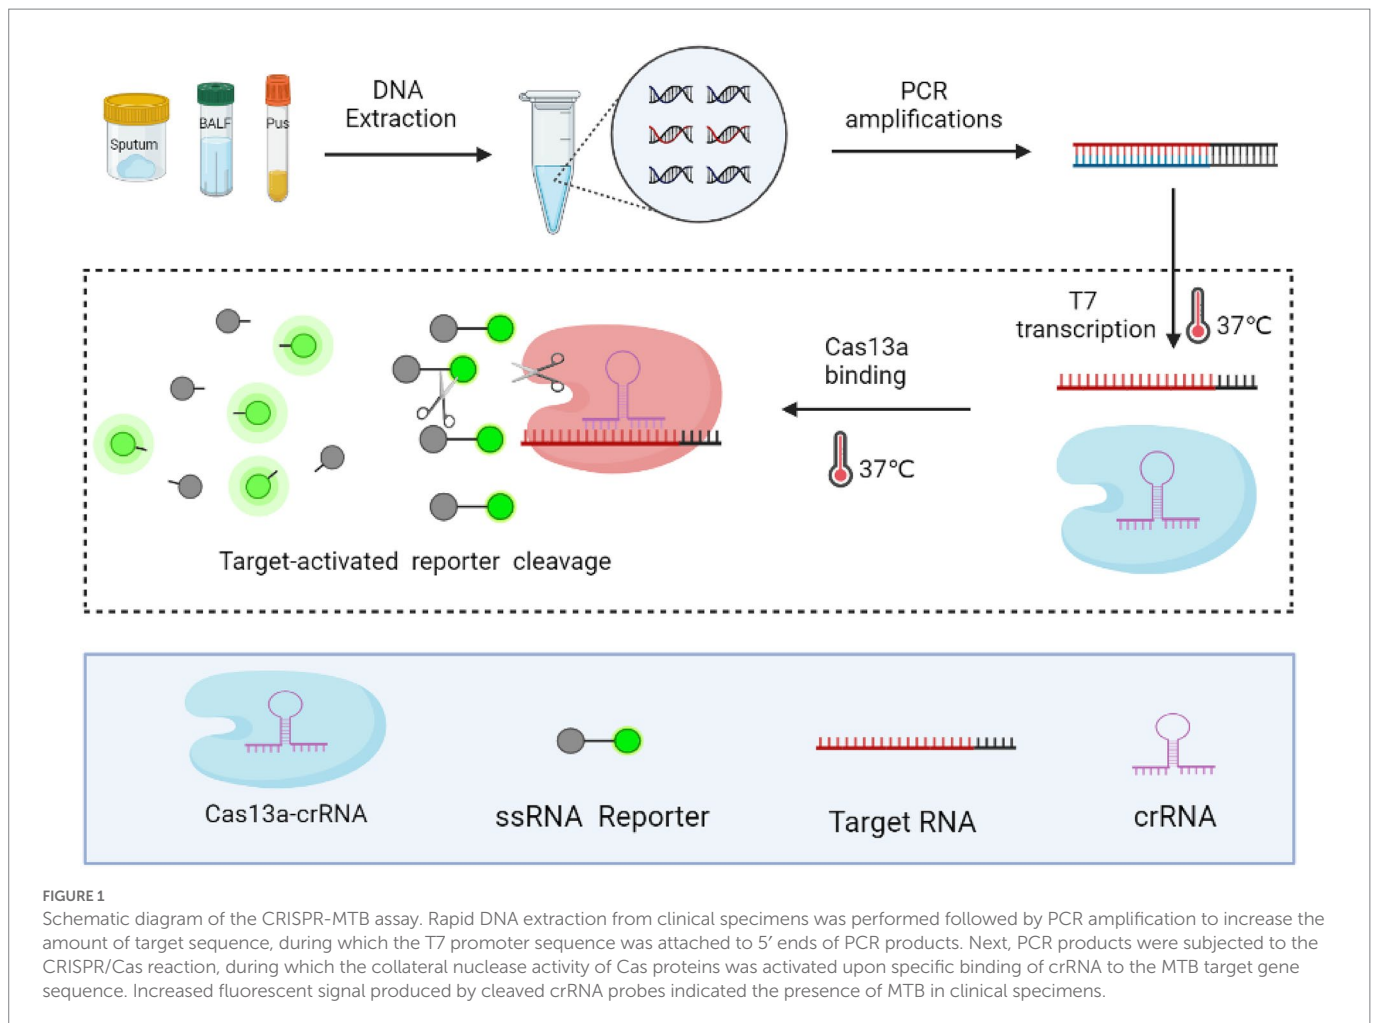 Sputum
BALF
Pus
DNA
Extraction
PCR
amplifications
T7
transcription
37℃
Cas13a
binding
37℃
Target-activated reporter cleavage
Cas13a-crRNA
ssRNA Reporter
Target RNA
crRNA
FIGURE 1
Schematic diagram of the CRISPR-MTB assay. Rapid DNA extraction from clinical specimens was performed followed by PCR amplification to increase the
amount of target sequence, during which the T7 promoter sequence was attached to 5′ ends of PCR products. Next, PCR products were subjected to the
CRISPR/Cas reaction, during which the collateral nuclease activity of Cas proteins was activated upon specific binding of crRNA to the MTB target gene
sequence. Increased fluorescent signal produced by cleaved crRNA probes indicated the presence of MTB in clinical specimens.